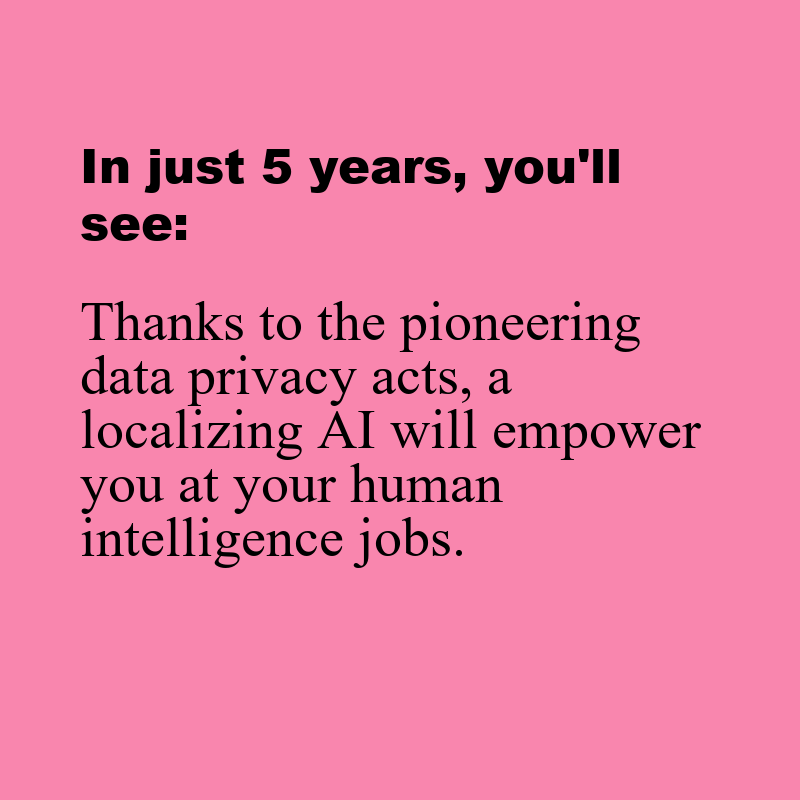 In just 5 years, you'll
see:
Thanks to the pioneering
data privacy acts, a
localizing AI will empower
you at your human
intelligence jobs.